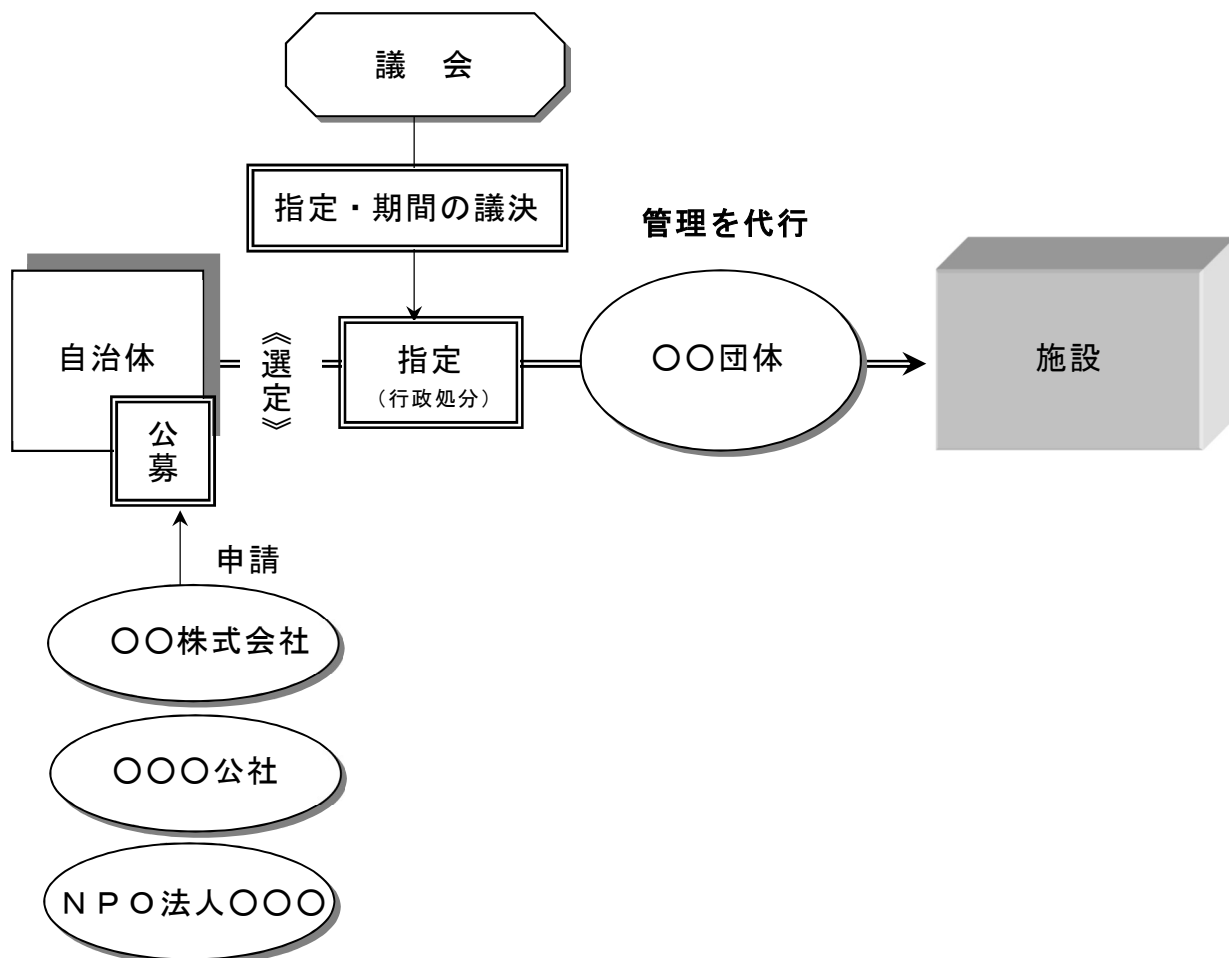 議　会
指定・期間の議決
管理を代行
自治体
《選定》
指定
（行政処分）
〇〇団体
施設
公募
申請
〇〇株式会社
〇〇〇公社
ＮＰＯ法人〇〇〇